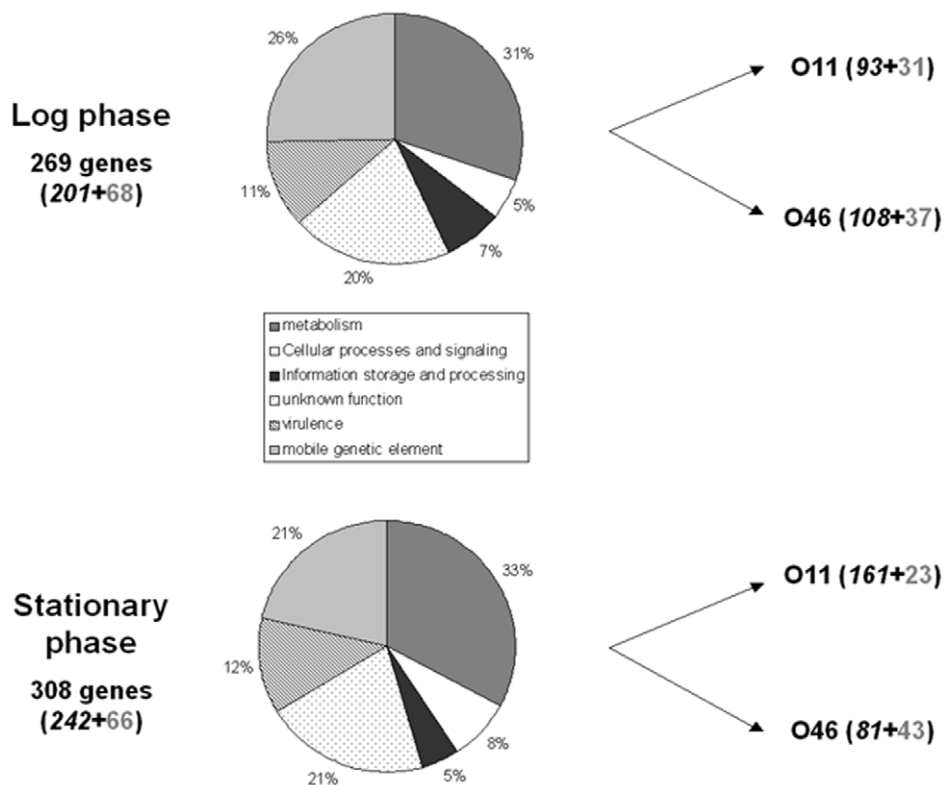 26%
31%
O11 (93+31)
Log phase
269 genes
(201+68)
11%
5%
O46 (108+37)
7%
20%
metabolism
Cellular processes and signaling
Information storage and processing
unknown function
virulence
mobile genetic element
21%
33%
O11 (161+23)
Stationary
phase
308 genes
(242+66)
12%
8%
O46 (81+43)
21%
5%